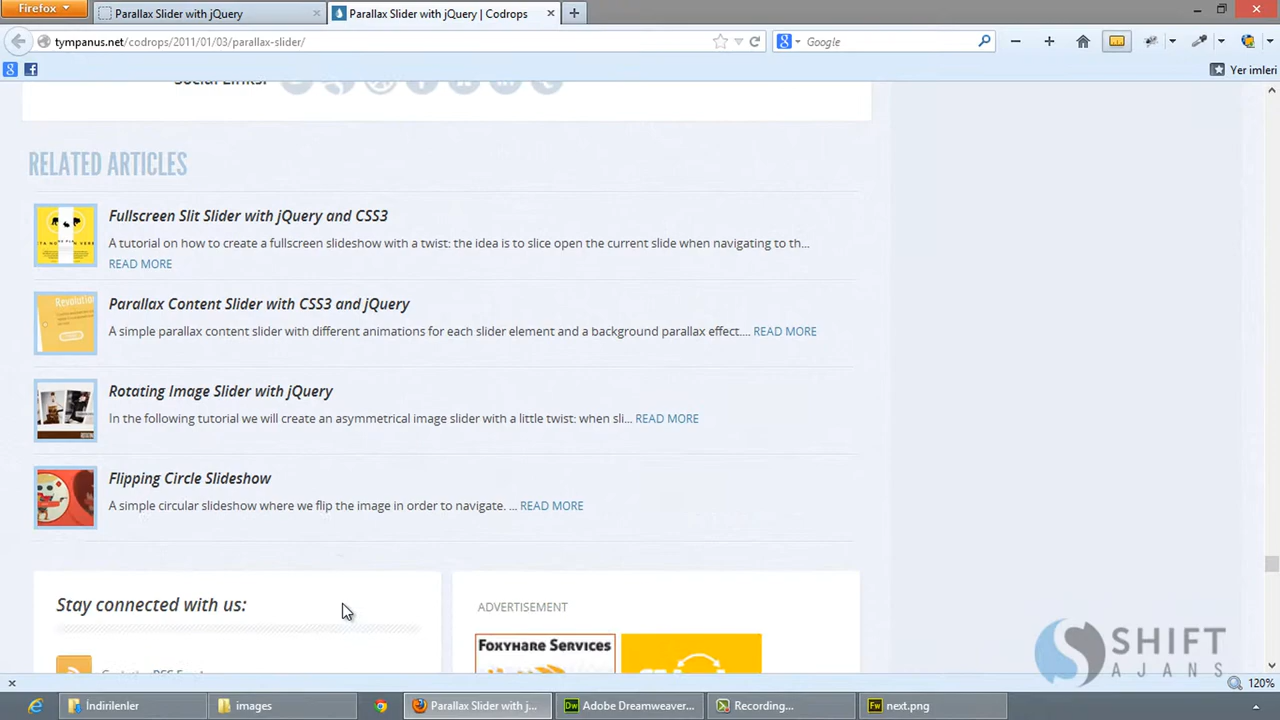 Firefox
Parallax Slider with jQuery
Parallax Slider with jQuery | Codrops
tympanus.net/codrops/2011/01/03/parallax-slider/
Google
Yer imleri
Social Links:
RELATED ARTICLES
Fullscreen Slit Slider with jQuery and CSS3
A tutorial on how to create a fullscreen slideshow with a twist: the idea is to slice open the current slide when navigating to th...
READ MORE
Parallax Content Slider with CSS3 and jQuery
A simple parallax content slider with different animations for each slider element and a background parallax effect.... READ MORE
Rotating Image Slider with jQuery
In the following tutorial we will create an asymmetrical image slider with a little twist: when sli... READ MORE
Flipping Circle Slideshow
A simple circular slideshow where we flip the image in order to navigate. ... READ MORE
Stay connected with us:
ADVERTISEMENT
FOXYHARE SERVICES
SHIFT
AJANS
120%
İndirilenler
images
Parallax Slider with j...
Adobe Dreamweaver...
Recording...
next.png